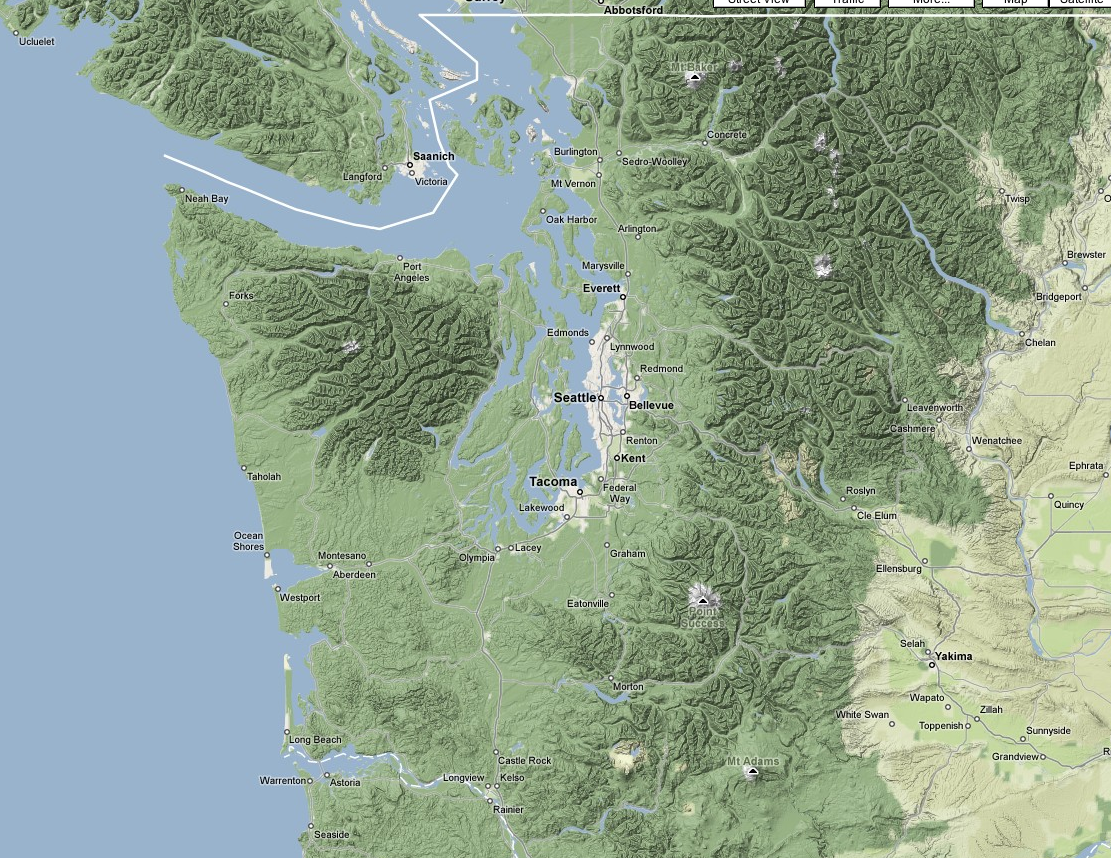 Surrey
Abbotsford
Street View
Traffic
More...
Map
Satellite
Ucluelet
Mt Baker
Concrete
Burlington
Sedro-Woolley
Saanich
Langford
Victoria
Mt Vernon
Neah Bay
Twisp
Oak Harbor
Arlington
Brewster
Port
Angeles
Marysville
Everett
Bridgeport
Forks
Edmonds
Lynnwood
Chelan
Redmond
Seattle
Bellevue
Leavenworth
Cashmere
Renton
Wenatchee
Kent
Ephrata
Taholah
Tacoma
Federal
Way
Roslyn
Quincy
Lakewood
Cle Elum
Ocean
Shores
Olympia
Lacey
Graham
Montesano
Aberdeen
Ellensburg
Westport
Eatonville
Point
Success
Selah
Yakima
Morton
Wapato
Zillah
White Swan
Toppenish
Sunnyside
Long Beach
Grandview
Castle Rock
Mt Adams
Warrenton
Astoria
Longview
Kelso
Rainier
Seaside